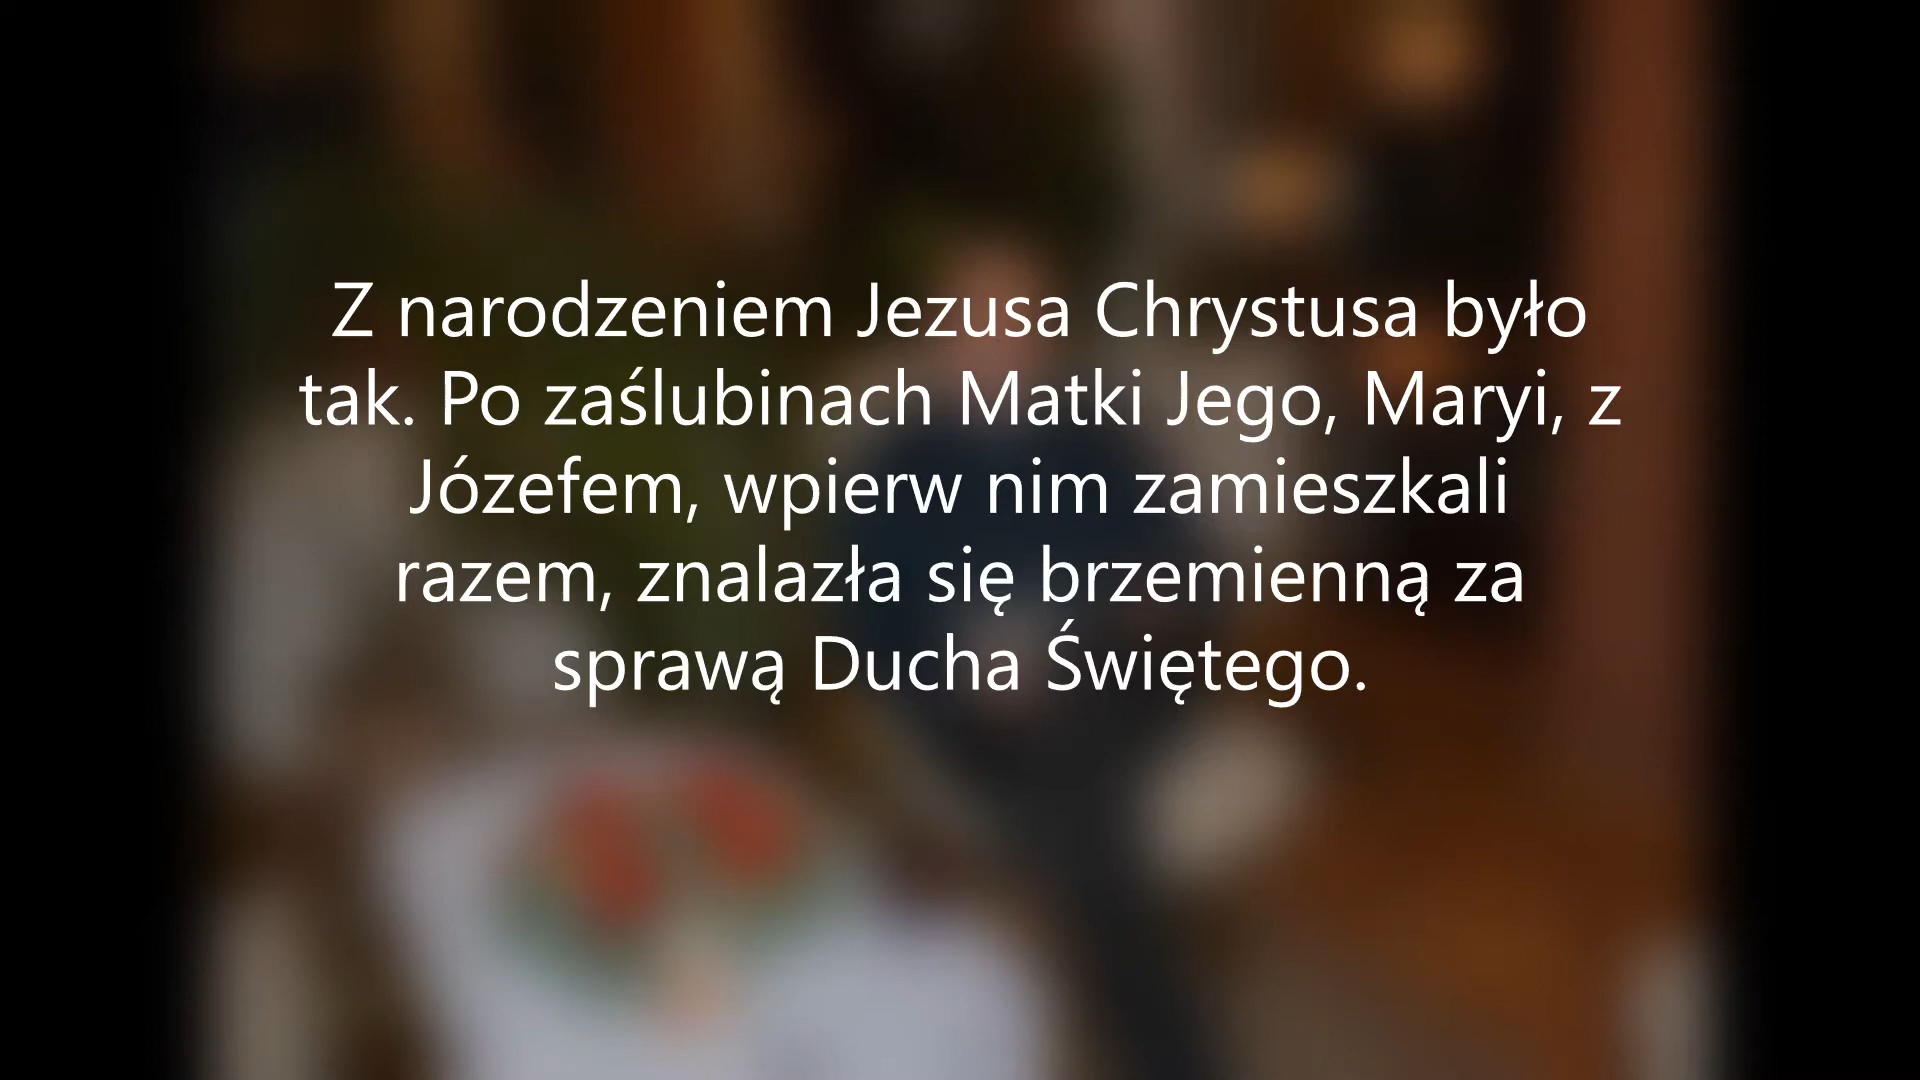 Z narodzeniem Jezusa Chrystusa było
tak. Po zaślubinach Matki Jego, Maryi, z
Józefem, wpierw nim zamieszkali
razem, znalazła się brzemienną za
sprawą Ducha Świętego.